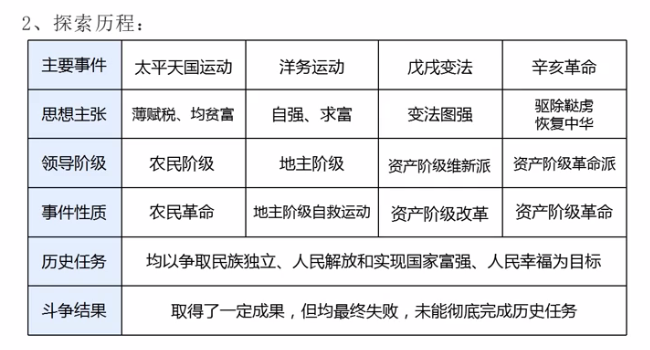 2、探索历程：
主要事件 太平天国运动 洋务运动 戊戌变法 辛亥革命
思想主张 薄赋税、均贫富 自强、求富 变法图强 驱除鞑虏
恢复中华
领导阶级 农民阶级 地主阶级 资产阶级维新派 资产阶级革命派
事件性质 农民革命 地主阶级自救运动 资产阶级改革 资产阶级革命
历史任务 均以争取民族独立、人民解放和实现国家富强、人民幸福为目标
斗争结果 取得了一定成果，但均最终失败，未能彻底完成历史任务